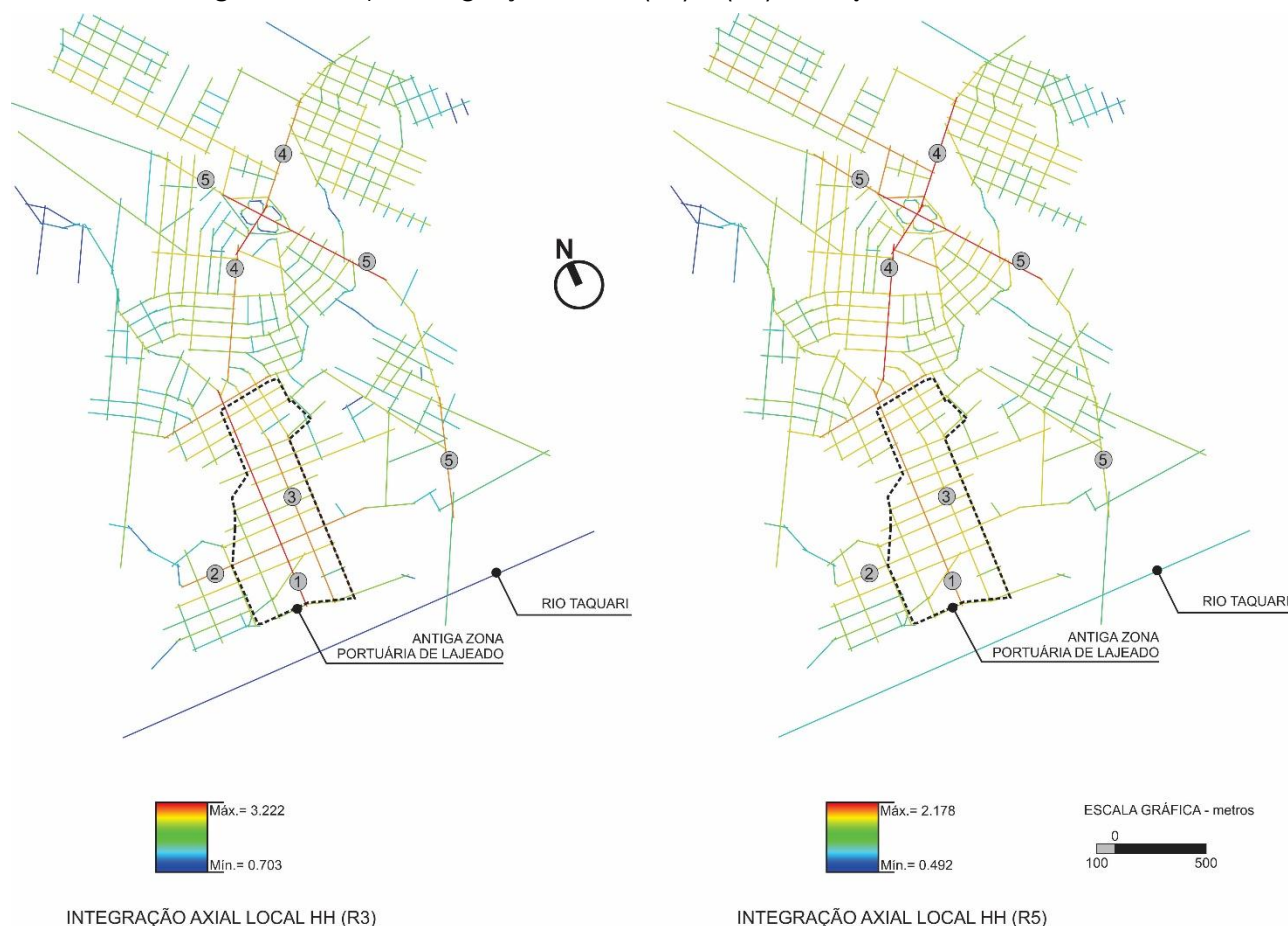 4
5
N
4
5
5
3
2
1
RIO TAQUARI
ANTIGA ZONA
PORTUÁRIA DE LAJEADO
Máx.= 3.222
Mín.= 0.703
INTEGRAÇÃO AXIAL LOCAL HH (R3)
4
5
4
5
5
3
2
1
RIO TAQUARI
ANTIGA ZONA
PORTUÁRIA DE LAJEADO
Máx.= 2.178
Mín.= 0.492
ESCALA GRÁFICA - metros
0
100 500
INTEGRAÇÃO AXIAL LOCAL HH (R5)